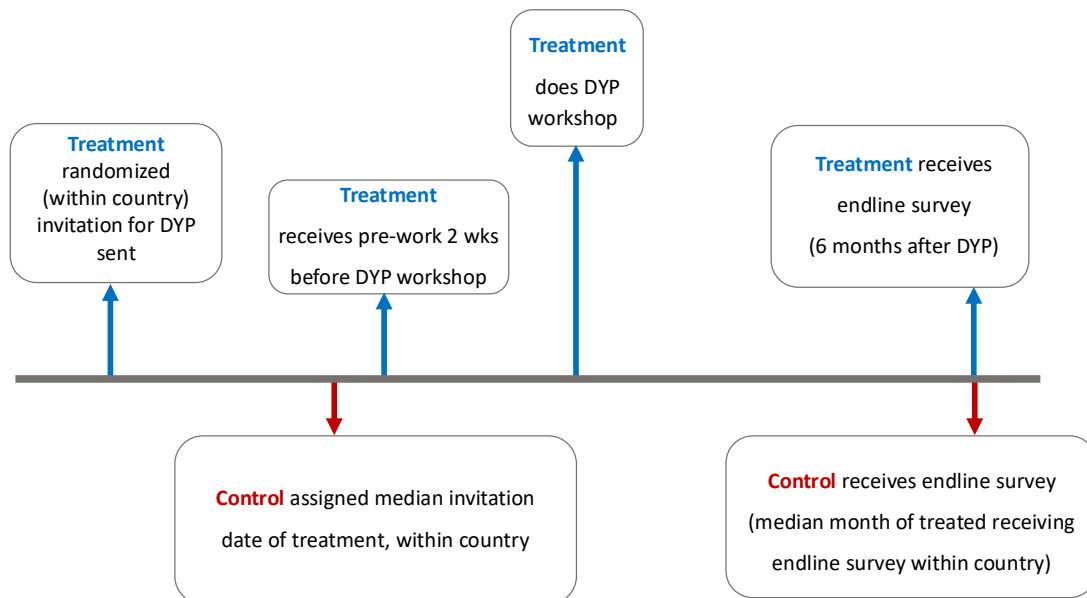 Treatment
randomized
(within country)
invitation for DYP
sent
Treatment
receives pre-work 2 wks
before DYP workshop
Treatment
does DYP
workshop
Treatment receives
endline survey
(6 months after DYP)
Control assigned median invitation
date of treatment, within country
Control receives endline survey
(median month of treated receiving
endline survey within country)